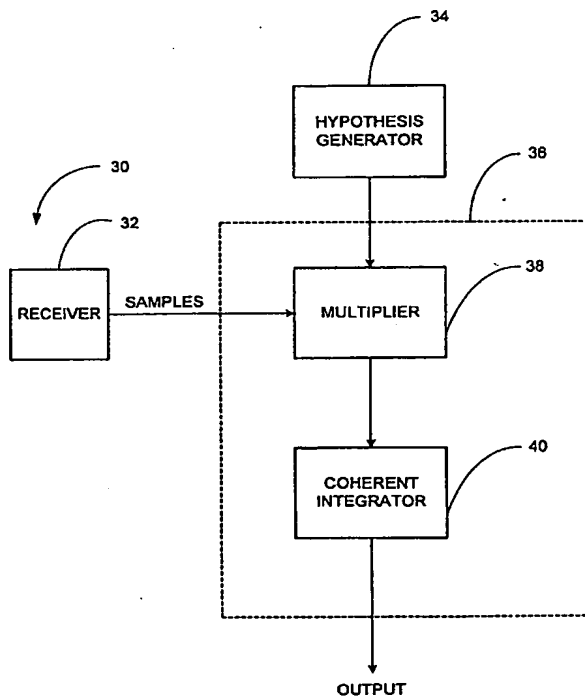 34
HYPOTHESIS
GENERATOR
36
30
32
RECEIVER
SAMPLES
MULTIPLIER
38
COHERENT
INTEGRATOR
40
OUTPUT